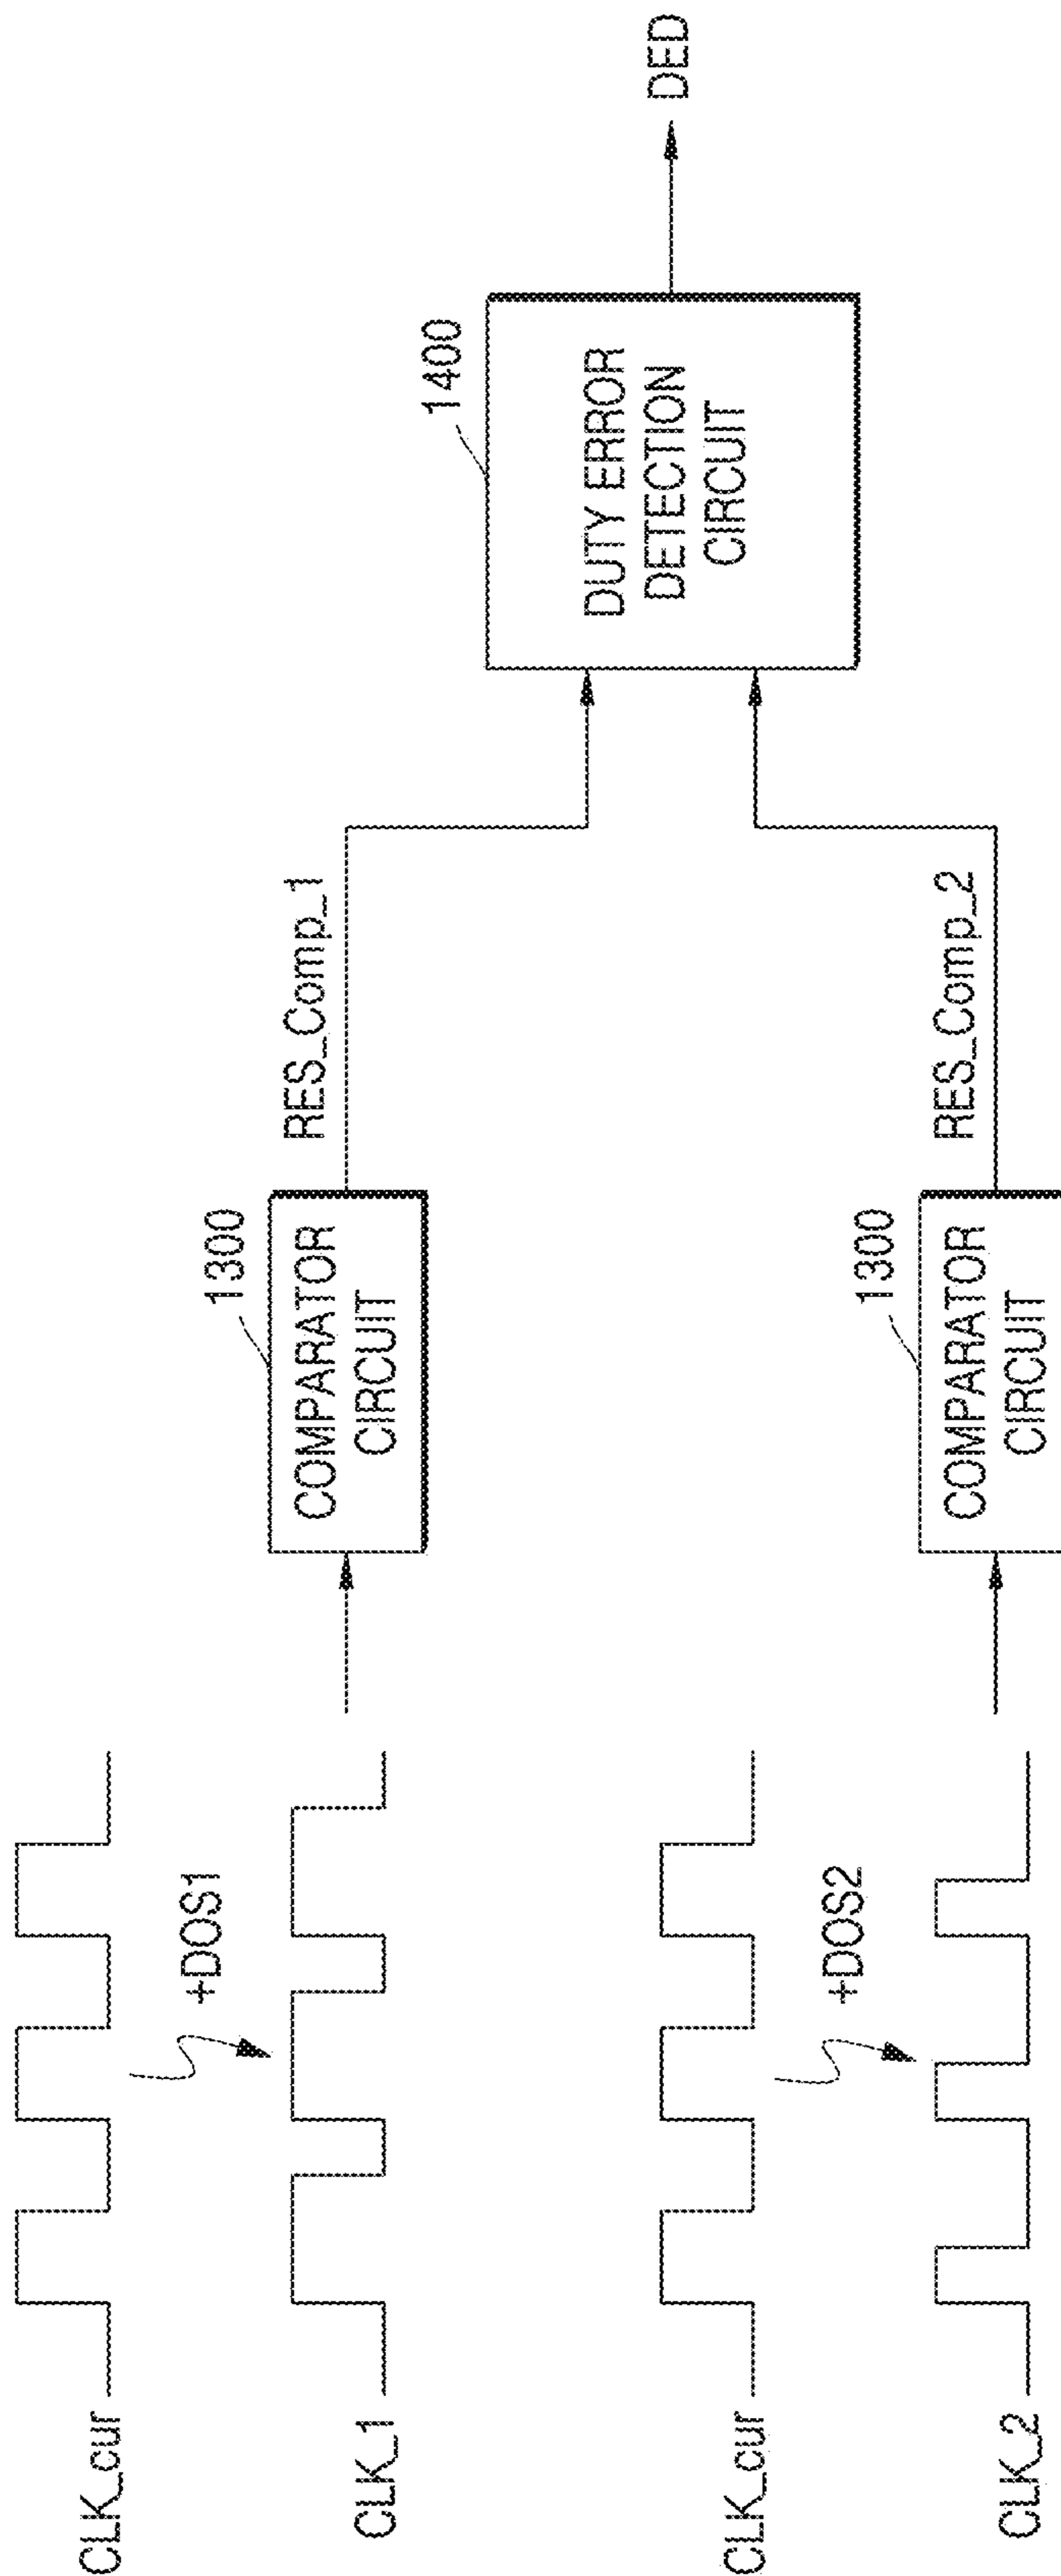 CLK_cur
+DOS1
CLK_1
1300
COMPARATOR
CIRCUIT
RES_Comp_1
CLK_cur
+DOS2
CLK_2
1300
COMPARATOR
CIRCUIT
RES_Comp_2
1400
DUTY ERROR
DETECTION
CIRCUIT
DED